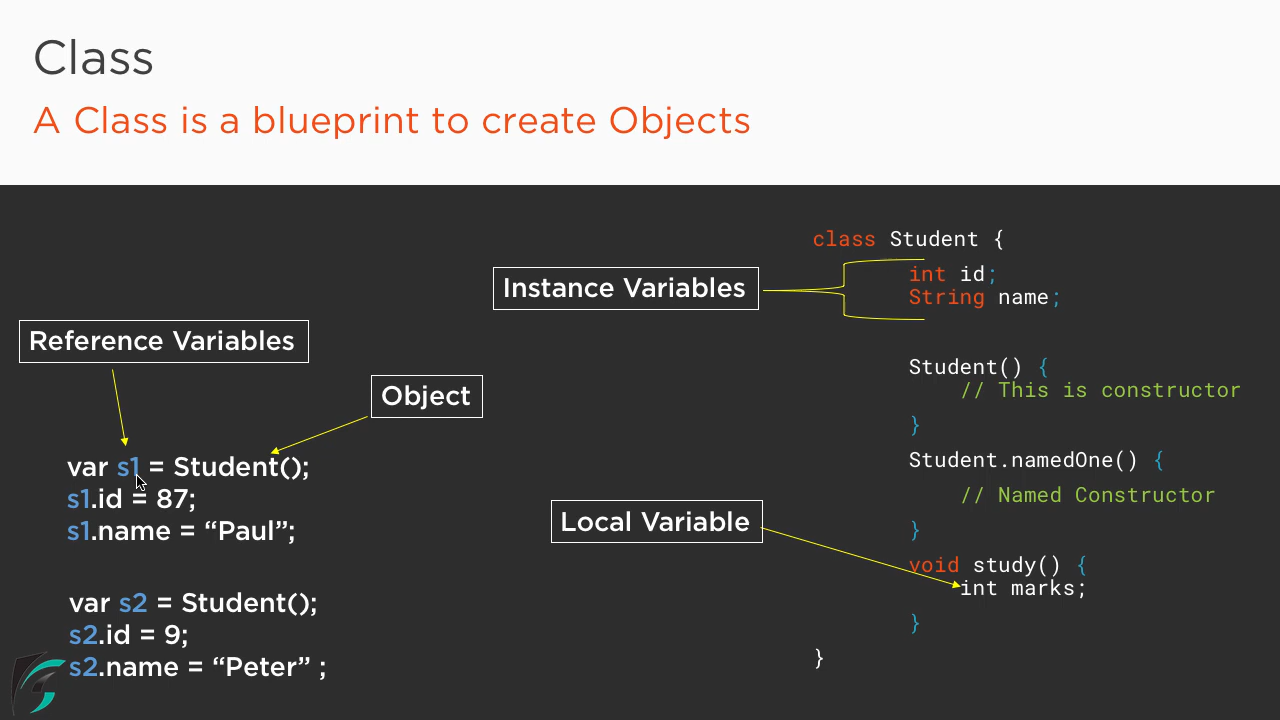 Class
A Class is a blueprint to create Objects
Reference Variables
Object
var s1 = Student();
s1.id = 87;
s1.name = “Paul”;
var s2 = Student();
s2.id = 9;
s2.name = “Peter” ;
Instance Variables
Local Variable
class Student {
int id;
String name;
Student() {
// This is constructor
}
Student.namedOne() {
// Named Constructor
}
void study() {
int marks;
}
}